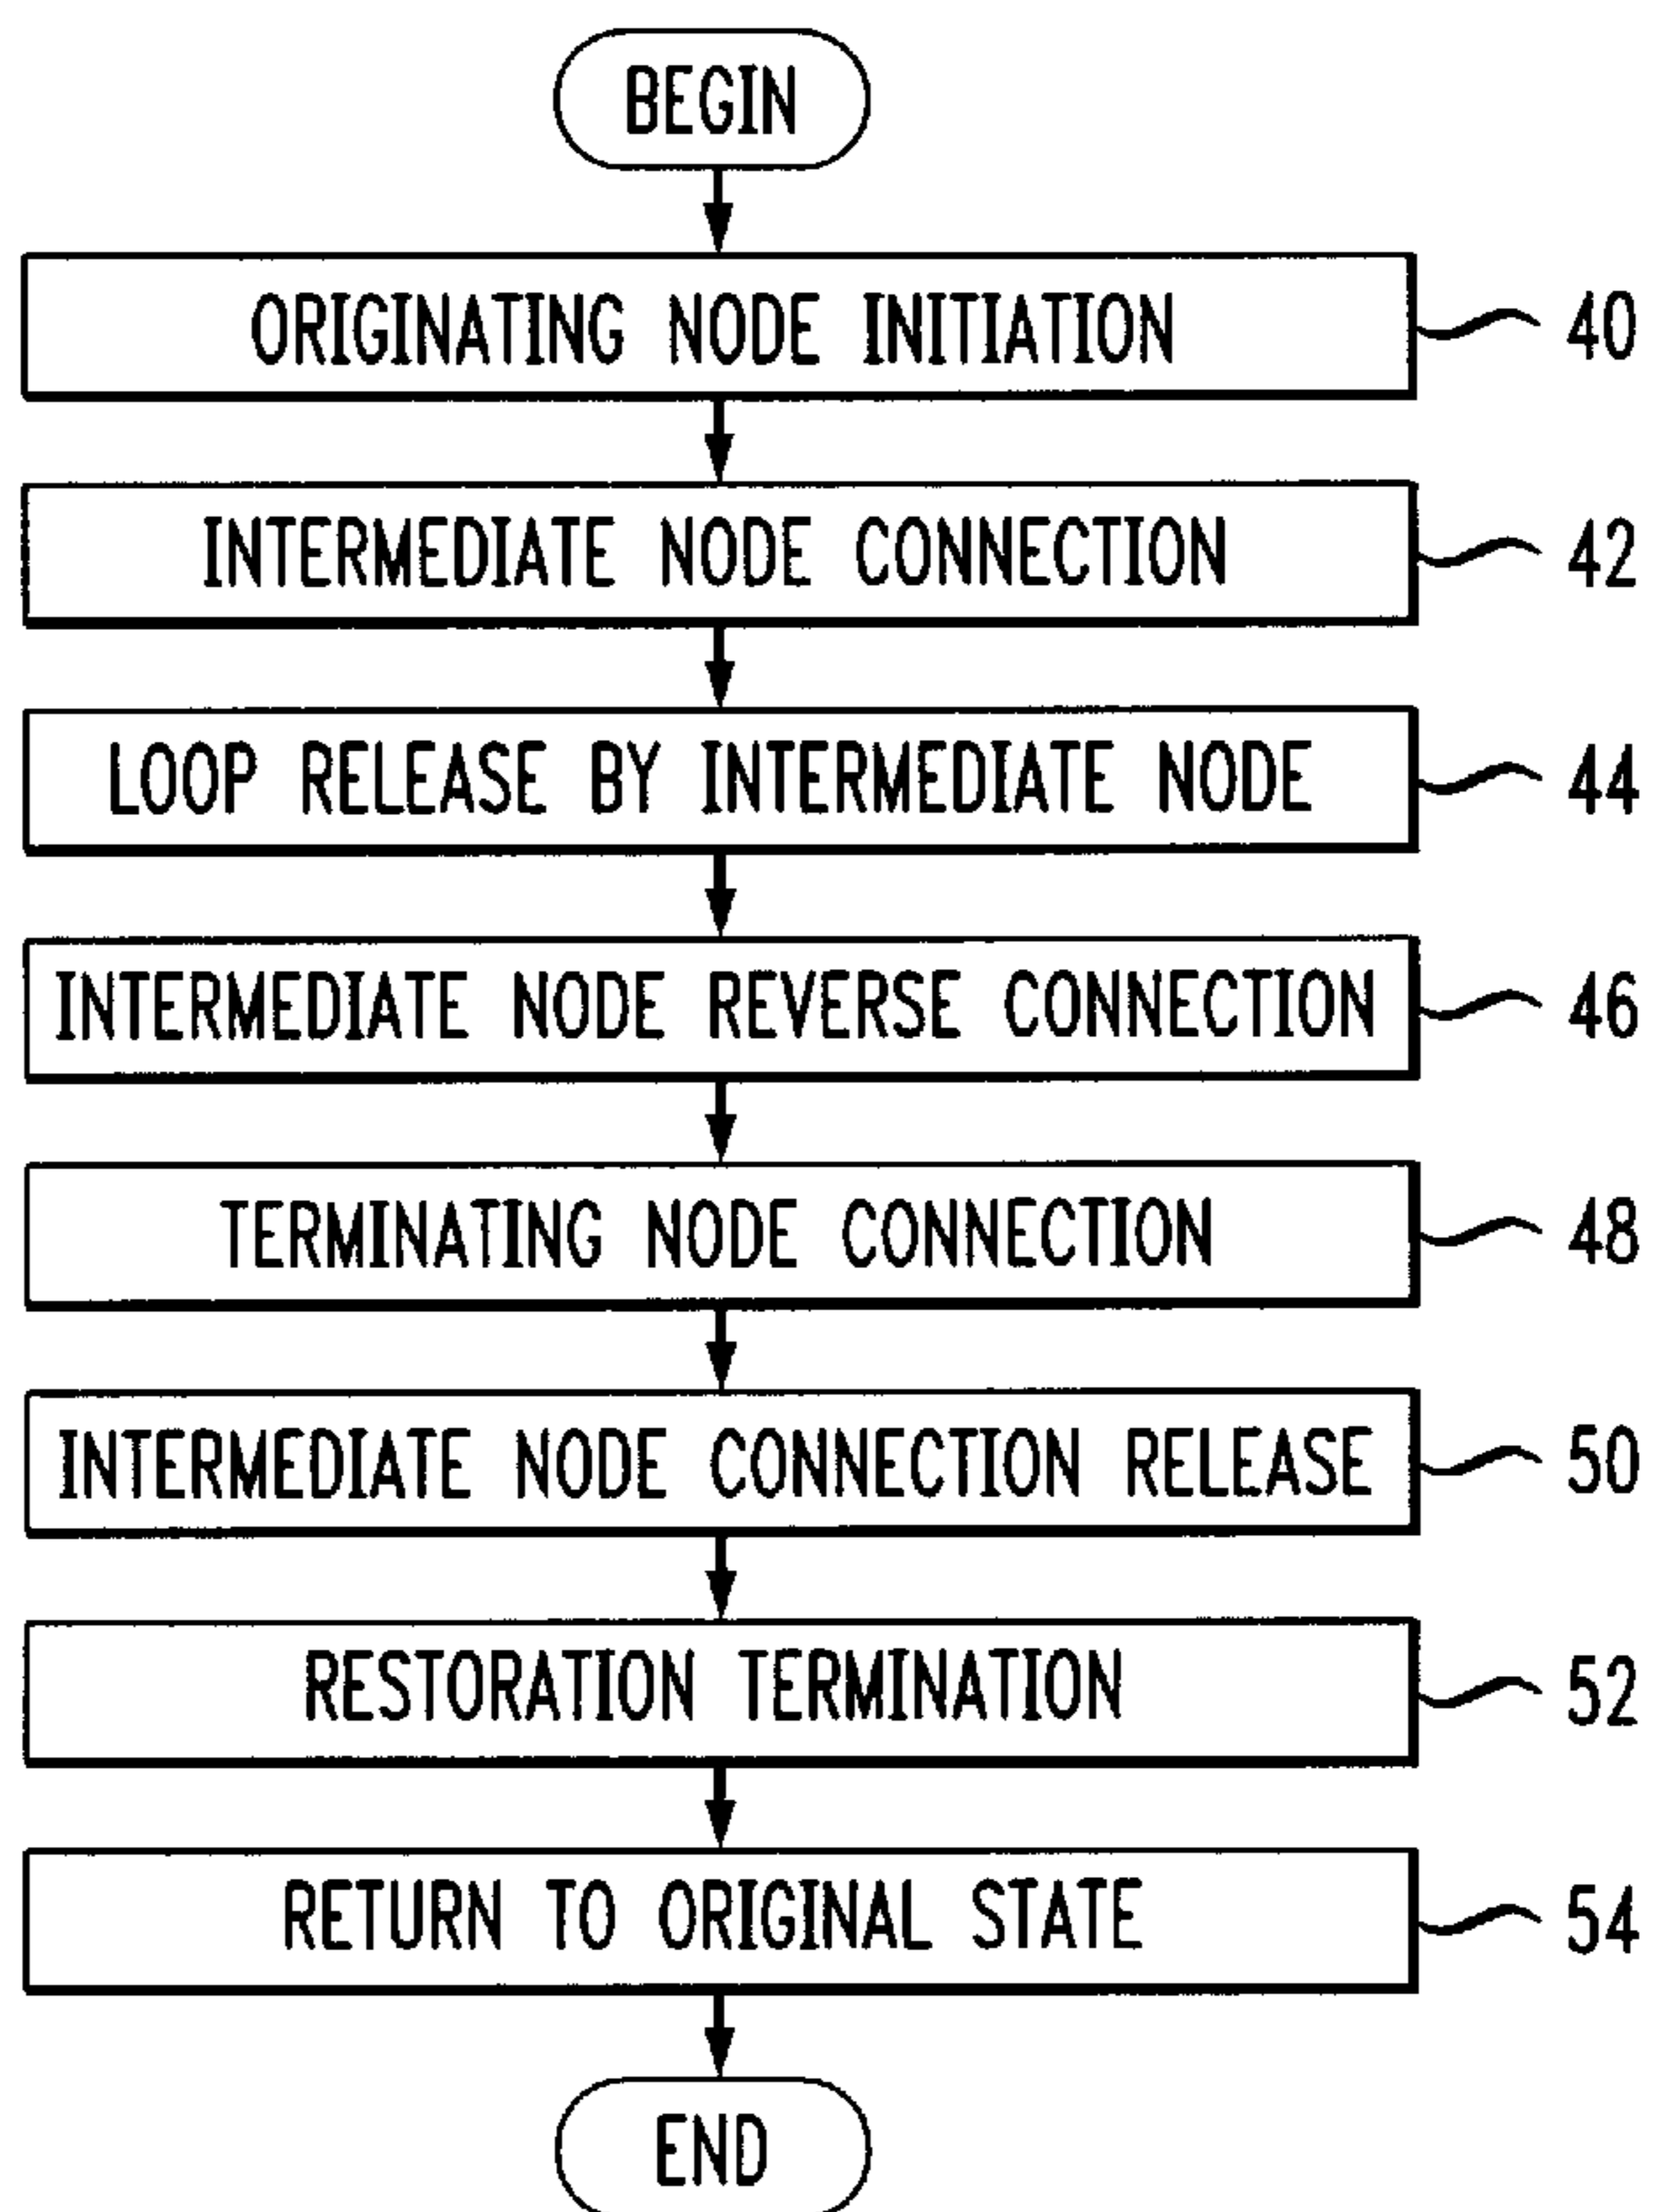 BEGIN
ORIGINATING NODE INITIATION 40
INTERMEDIATE NODE CONNECTION 42
LOOP RELEASE BY INTERMEDIATE NODE 44
INTERMEDIATE NODE REVERSE CONNECTION 46
TERMINATING NODE CONNECTION 48
INTERMEDIATE NODE CONNECTION RELEASE 50
RESTORATION TERMINATION 52
RETURN TO ORIGINAL STATE 54
END